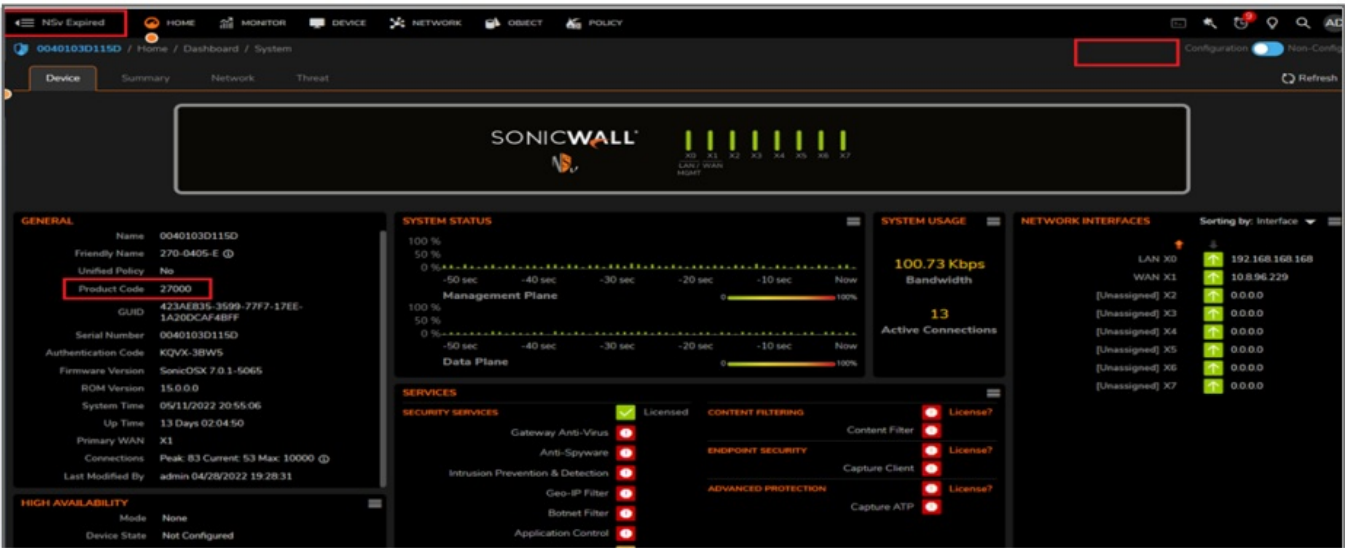 NSv Expired HOME MONITOR DEVICE NETWORK OBJECT POLICY 9 AD
0040103D115D / Home / Dashboard / System Configuration Non-Config
Device Summary Network Threat Refresh
SONICWALL
NSv
X0 X1 X2 X3 X4 X5 X6 X7
LAN / WAN
MGMT
GENERAL
Name 0040103D115D
Friendly Name 270-0405-E
Unified Policy No
Product Code 27000
GUID 423AE835-3599-77F7-17EE-
1A20DCAF4BFF
Serial Number 0040103D115D
Authentication Code KQVX-3BW5
Firmware Version SonicOSX 7.0.1-5065
ROM Version 15.0.0.0
System Time 05/11/2022 20:55:06
Up Time 13 Days 02:04:50
Primary WAN X1
Connections Peak: 83 Current: 53 Max: 10000
Last Modified By admin 04/28/2022 19:28:31
HIGH AVAILABILITY
Mode None
Device State Not Configured
SYSTEM STATUS
100 %
50 %
0 %
-50 sec -40 sec -30 sec -20 sec -10 sec Now
Management Plane 0 100%
100 %
50 %
0 %
-50 sec -40 sec -30 sec -20 sec -10 sec Now
Data Plane 0 100%
SYSTEM USAGE
100.73 Kbps
Bandwidth
13
Active Connections
NETWORK INTERFACES Sorting by: Interface
LAN X0 192.168.168.168
WAN X1 10.8.96.229
[Unassigned] X2 0.0.0.0
[Unassigned] X3 0.0.0.0
[Unassigned] X4 0.0.0.0
[Unassigned] X5 0.0.0.0
[Unassigned] X6 0.0.0.0
[Unassigned] X7 0.0.0.0
SERVICES
SECURITY SERVICES Licensed
Gateway Anti-Virus
Anti-Spyware
Intrusion Prevention & Detection
Geo-IP Filter
Botnet Filter
Application Control
CONTENT FILTERING License?
Content Filter
ENDPOINT SECURITY License?
Capture Client
ADVANCED PROTECTION License?
Capture ATP